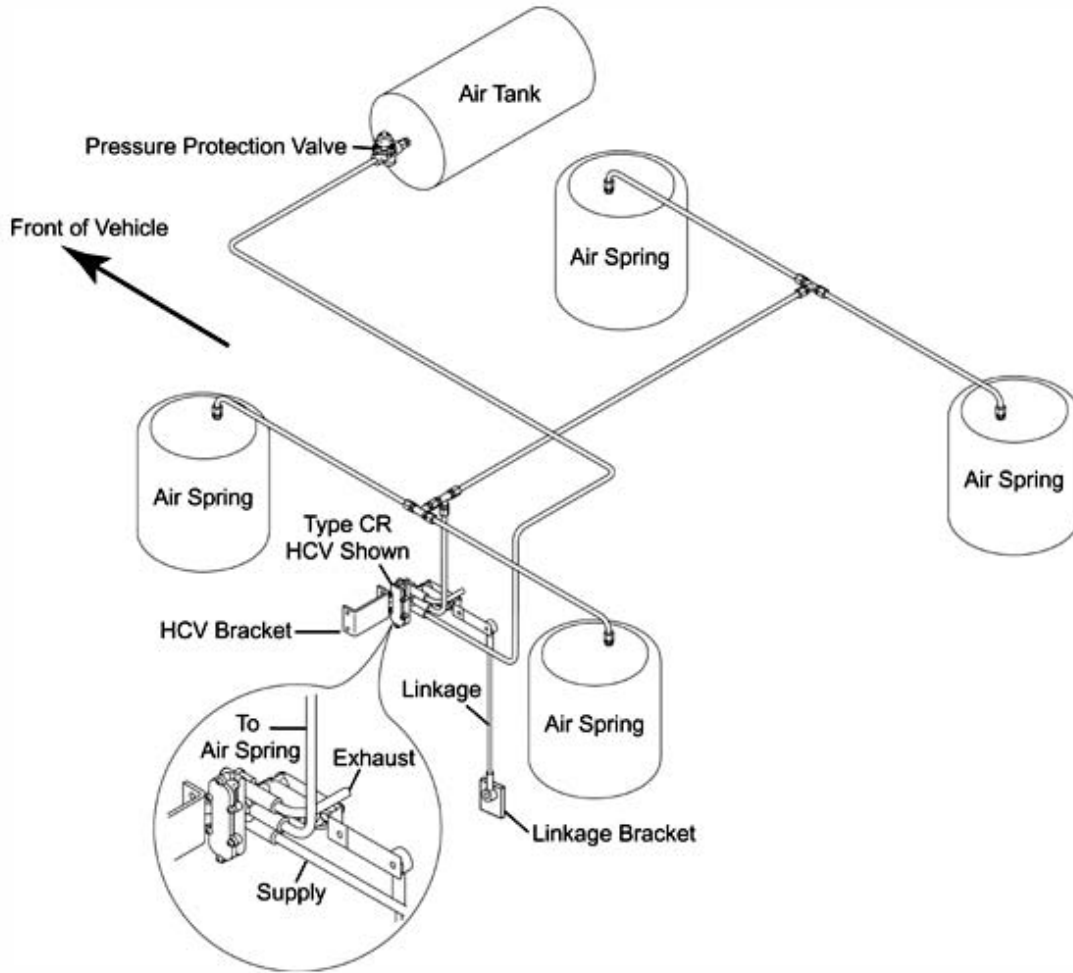 Air Tank
Pressure Protection Valve
Front of Vehicle
Air Spring
Air Spring
Air Spring
Type CR
HCV Shown
HCV Bracket
Linkage
Air Spring
To
Air Spring
Exhaust
Linkage Bracket
Supply